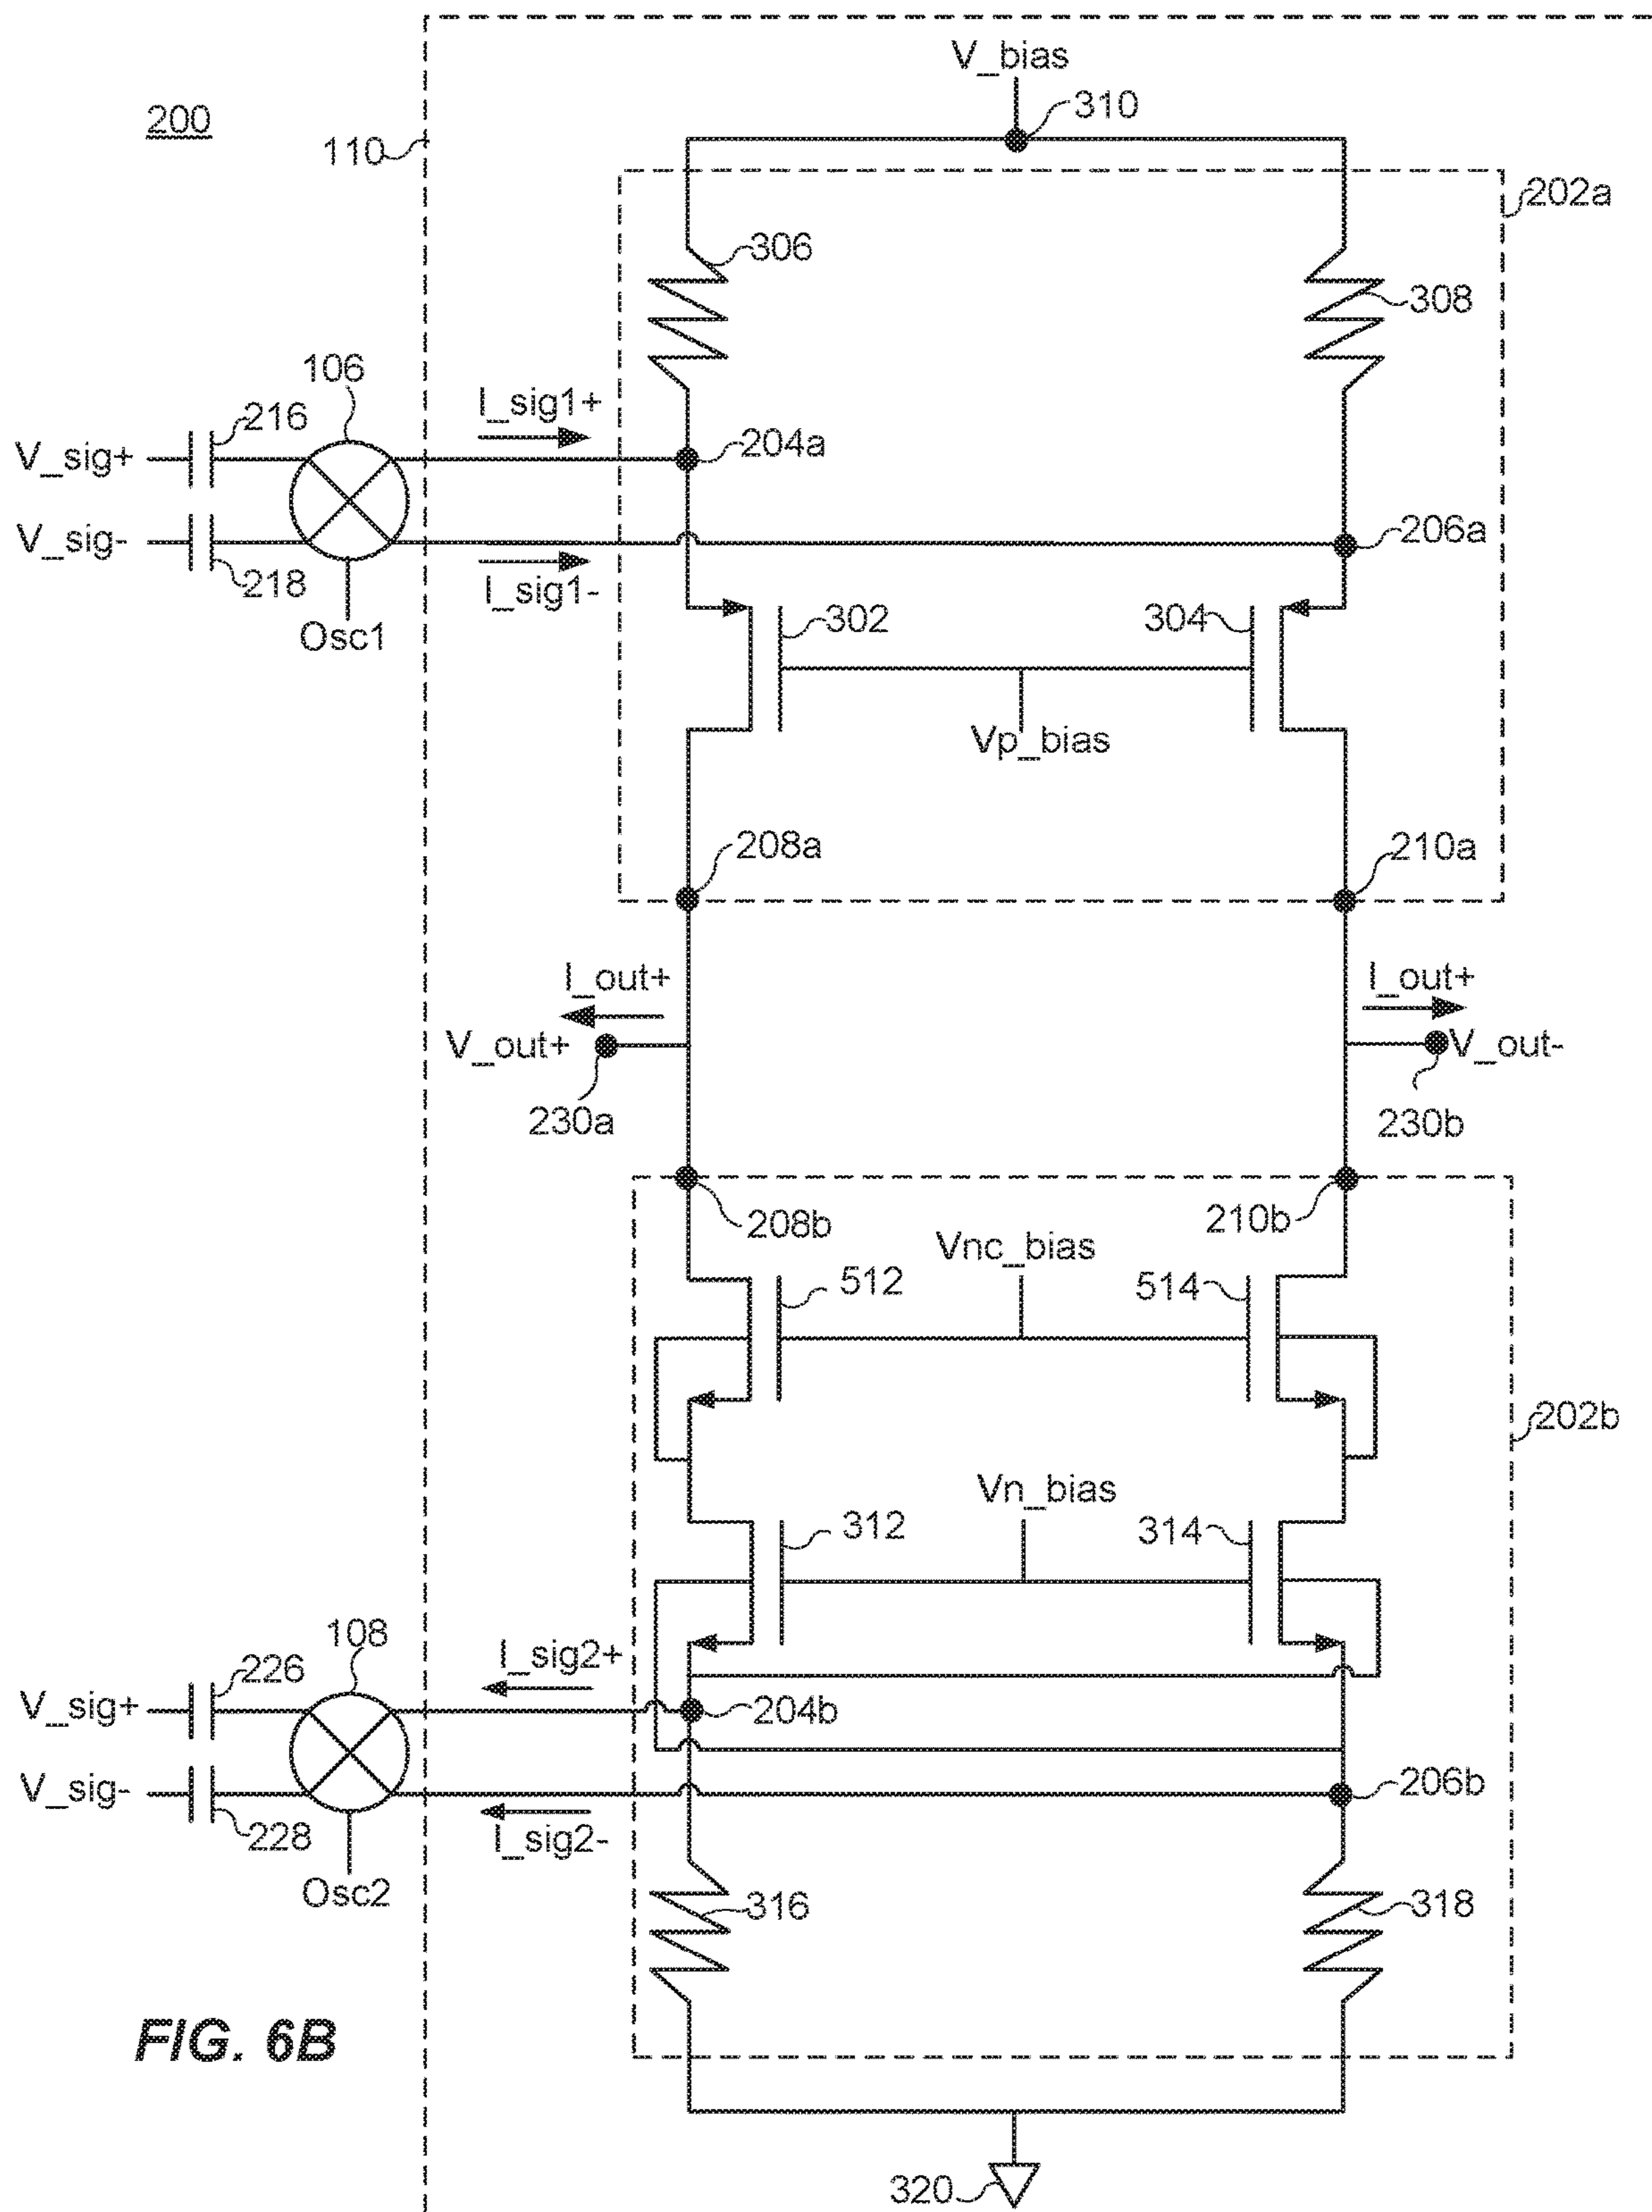 V_bias
310
200
110
202a
306
308
106
I_sig1+
216
V_sig+
204a
V_sig-
206a
218
I_sig1-
Osc1
302
304
Vp_bias
208a
210a
I_out+
I_out+
V_out+
V_out-
230a
230b
208b
210b
Vnc_bias
512
514
202b
Vn_bias
312
314
108
I_sig2+
226
V_sig+
204b
V_sig-
206b
228
I_sig2-
Osc2
316
318
FIG. 6B
320